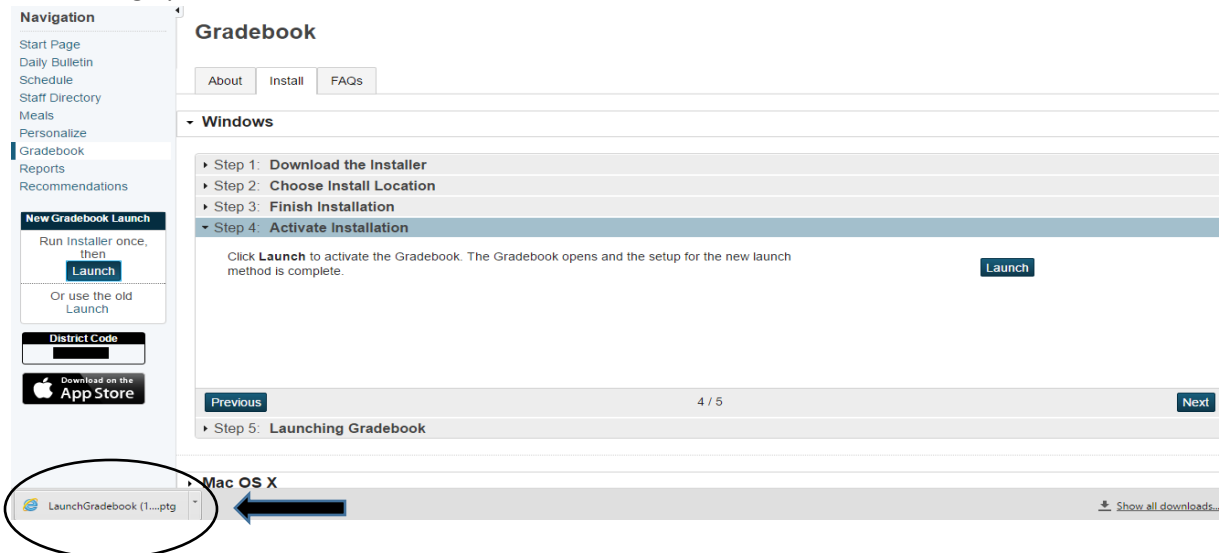 Navigation
Start Page
Daily Bulletin
Schedule
Staff Directory
Meals
Personalize
Gradebook
Reports
Recommendations
New Gradebook Launch
Run Installer once,
then
Launch
Or use the old
Launch
District Code
Download on the
App Store
Gradebook
About Install FAQs
Windows
Step 1: Download the Installer
Step 2: Choose Install Location
Step 3: Finish Installation
Step 4: Activate Installation
Click Launch to activate the Gradebook. The Gradebook opens and the setup for the new launch
method is complete.
Launch
Previous 4 / 5 Next
Step 5: Launching Gradebook
Mac OS X
LaunchGradebook (1....ptg
Show all downloads...